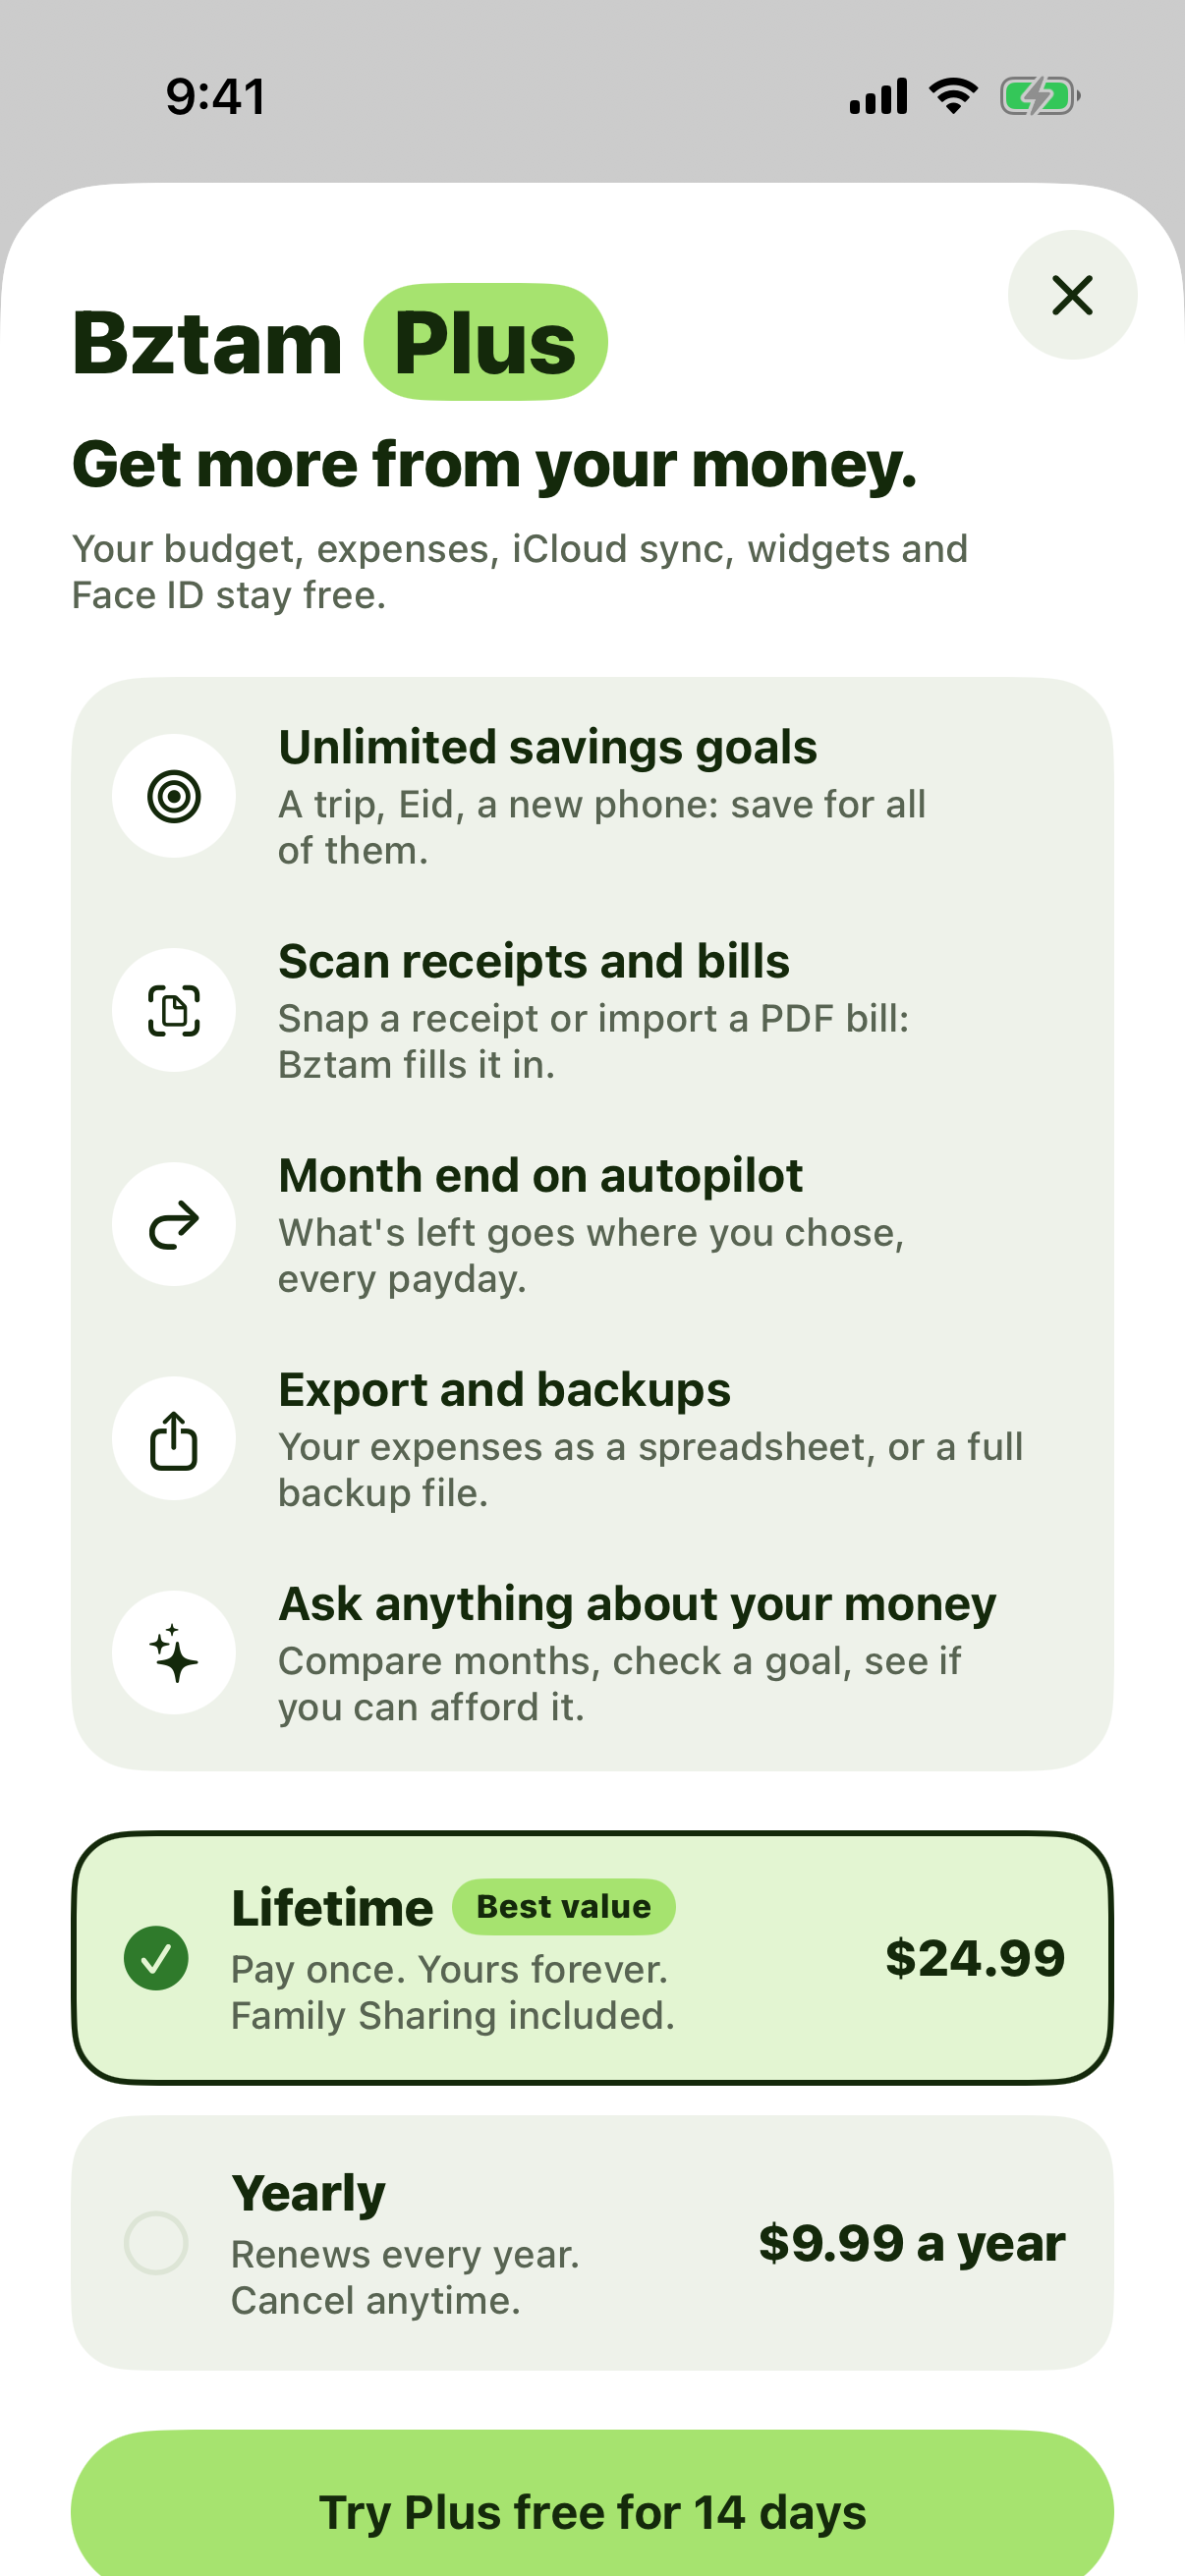 9:41
Bztam Plus
Get more from your money.
Your budget, expenses, iCloud sync, widgets and
Face ID stay free.
Unlimited savings goals
A trip, Eid, a new phone: save for all
of them.
Scan receipts and bills
Snap a receipt or import a PDF bill:
Bztam fills it in.
Month end on autopilot
What's left goes where you chose,
every payday.
Export and backups
Your expenses as a spreadsheet, or a full
backup file.
Ask anything about your money
Compare months, check a goal, see if
you can afford it.
Lifetime Best value
Pay once. Yours forever.
Family Sharing included.
$24.99
Yearly
Renews every year.
Cancel anytime.
$9.99 a year
Try Plus free for 14 days